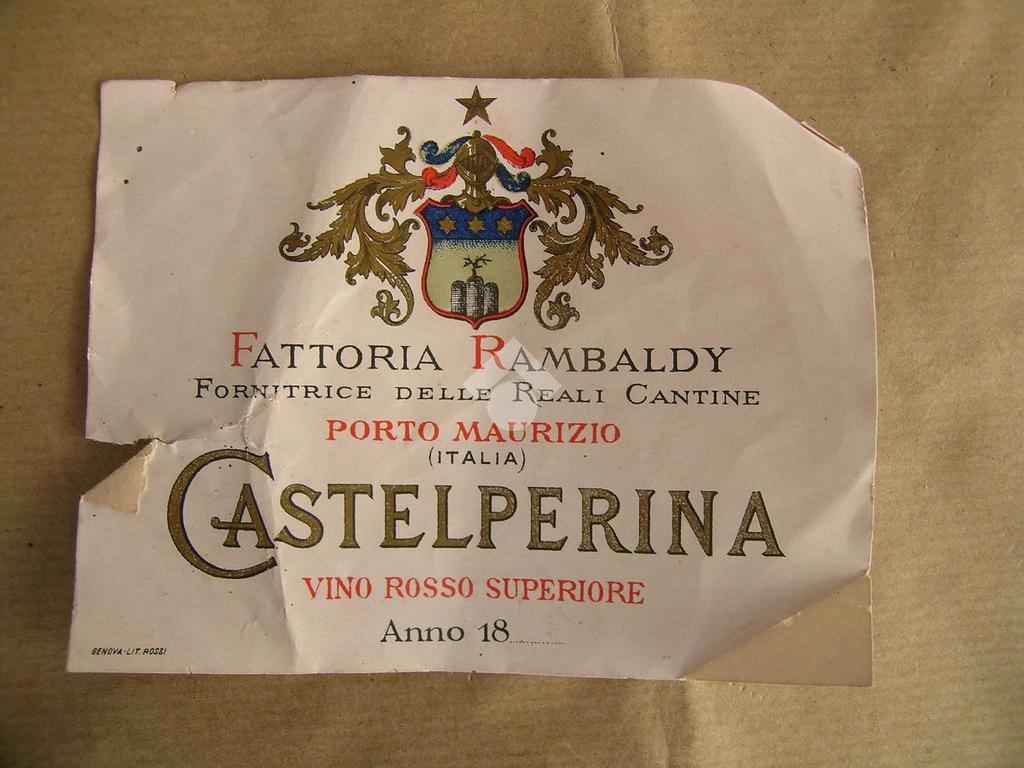 FATTORIA RAMBALDY
FORNITRICE DELLE REALI CANTINE
PORTO MAURIZIO
(ITALIA)
CASTELPERINA
VINO ROSSO SUPERIORE
Anno 18........
GENOVA-LIT. ROSSI